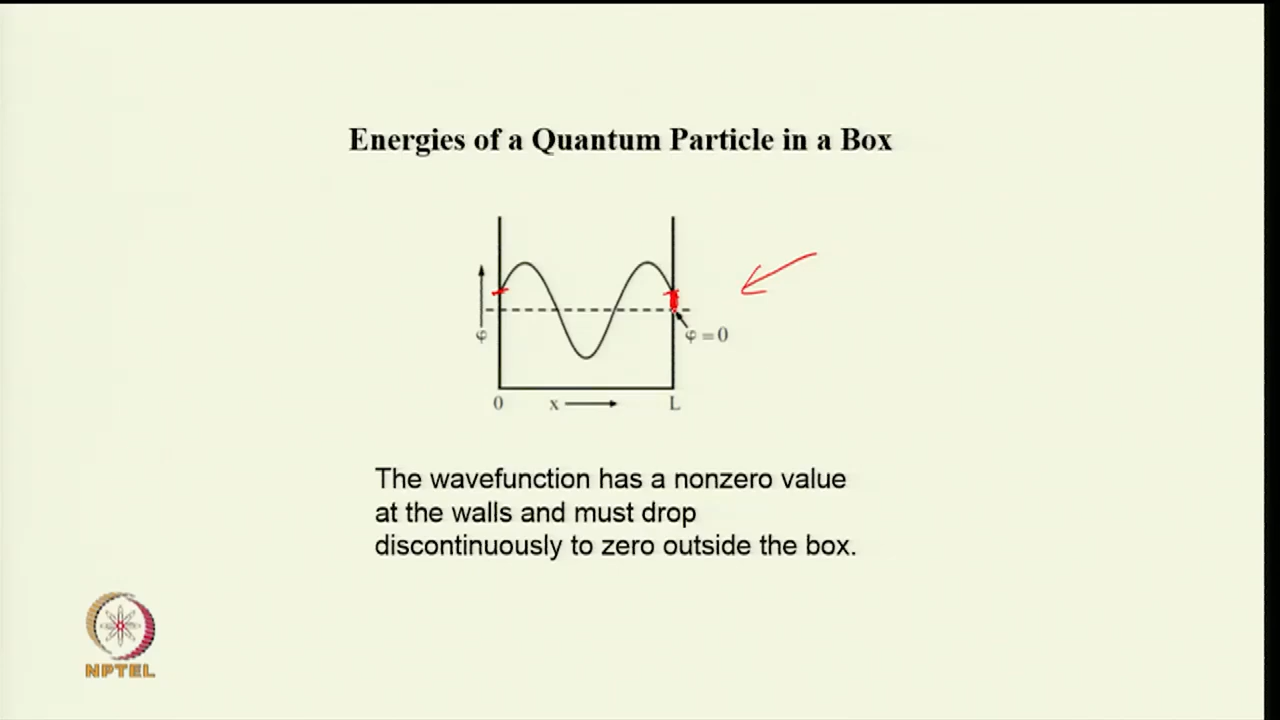 Energies of a Quantum Particle in a Box
φ
φ = 0
0 x L
The wavefunction has a nonzero value
at the walls and must drop
discontinuously to zero outside the box.
NPTEL